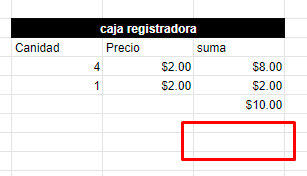 caja registradora
Canidad Precio suma
4 $2.00 $8.00
1 $2.00 $2.00
$10.00